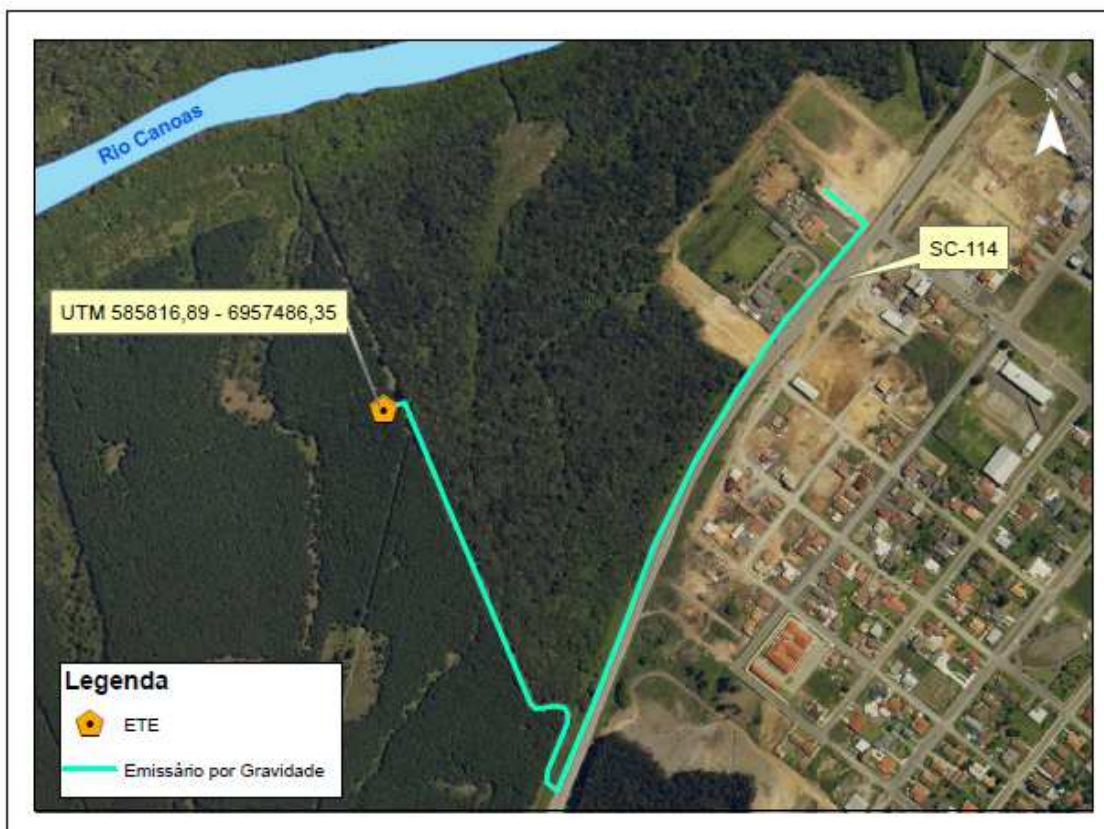 Rio Canoas
N
SC-114
UTM 585816,89 - 6957486,35
Legenda
ETE
Emissário por Gravidade